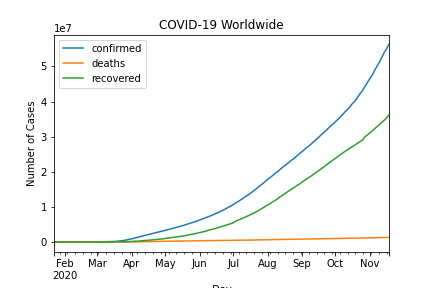 COVID-19 Worldwide
1e7
confirmed
deaths
recovered
5
4
3
2
1
0
Number of Cases
Feb Mar Apr May Jun Jul Aug Sep Oct Nov
2020